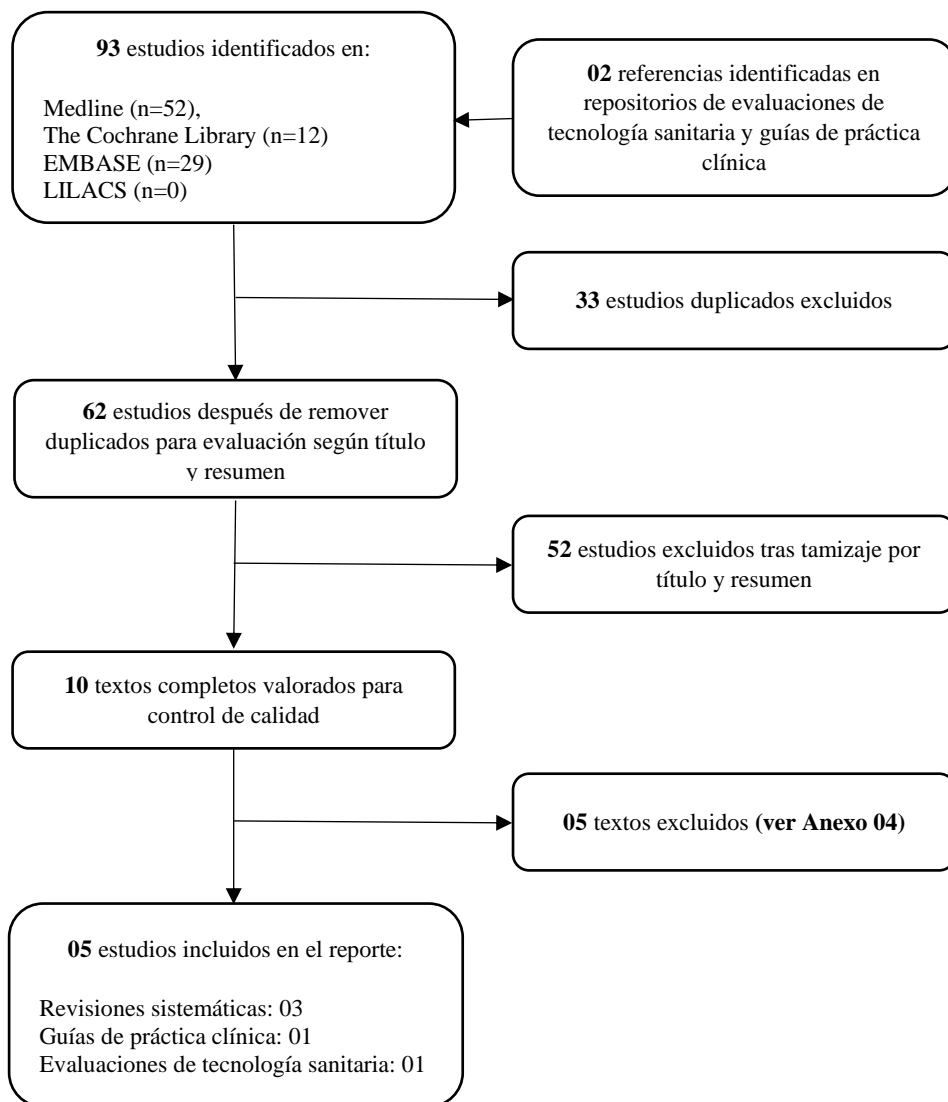 93 estudios identificados en:
Medline (n=52),
The Cochrane Library (n=12)
EMBASE (n=29)
LILACS (n=0)
02 referencias identificadas en
repositorios de evaluaciones de
tecnología sanitaria y guías de práctica
clínica
33 estudios duplicados excluidos
62 estudios después de remover
duplicados para evaluación según título
y resumen
52 estudios excluidos tras tamizaje por
título y resumen
10 textos completos valorados para
control de calidad
05 textos excluidos (ver Anexo 04)
05 estudios incluidos en el reporte:
Revisiones sistemáticas: 03
Guías de práctica clínica: 01
Evaluaciones de tecnología sanitaria: 01